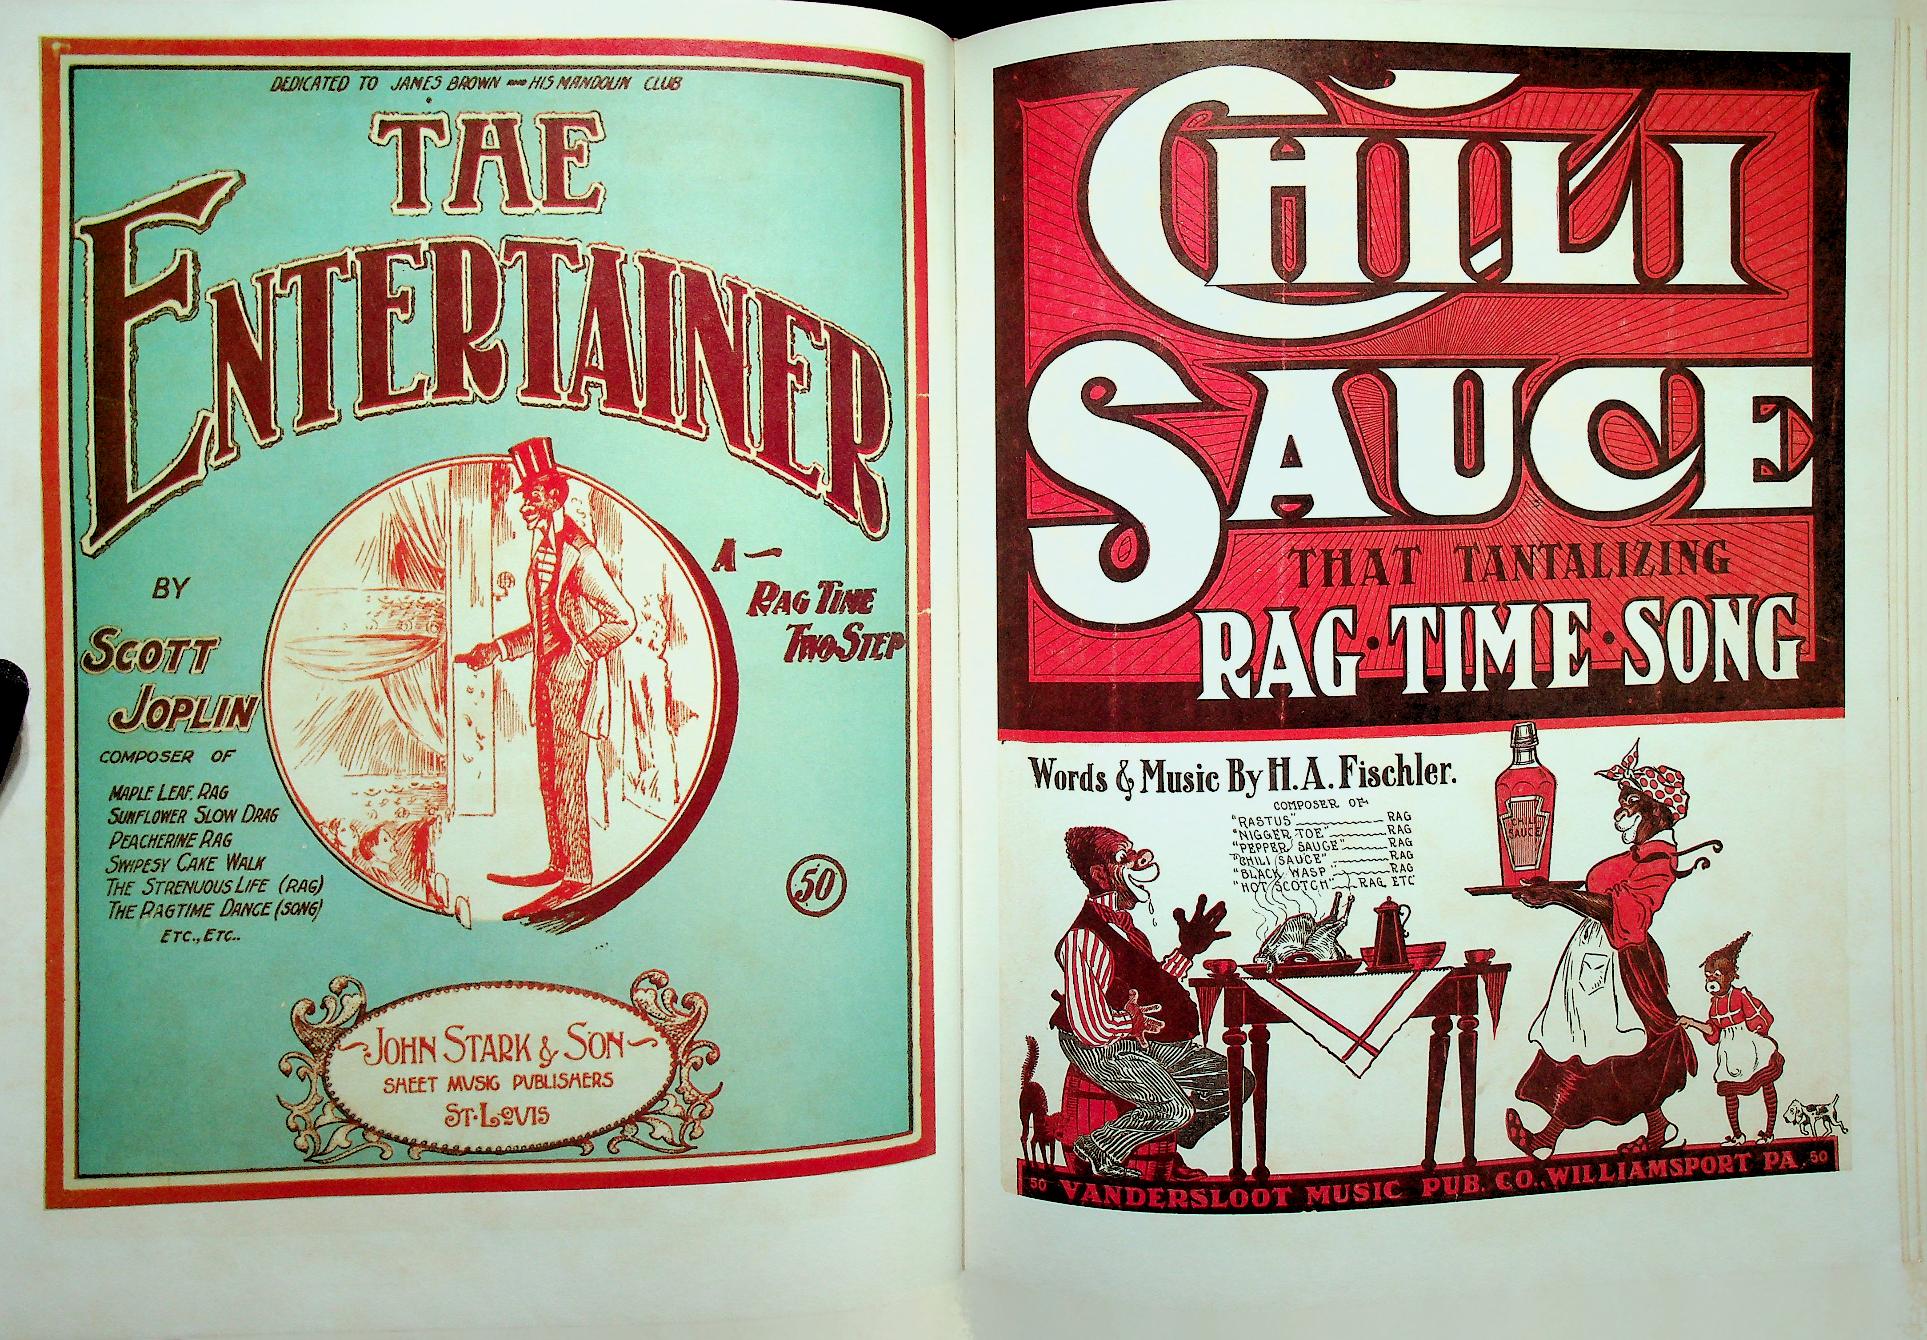 DEDICATED TO JAMES BROWN AND HIS MANDOLIN CLUB
THE
ENTERTAINER
BY
SCOTT
JOPLIN
COMPOSER OF
MAPLE LEAF RAG
SUNFLOWER SLOW DRAG
PEACHERINE RAG
SWIPESY CAKE WALK
THE STRENUOUS LIFE (RAG)
THE RAGTIME DANCE (SONG)
ETC., ETC..
A—
RAG TIME
TWO STEP
50
JOHN STARK & SON
SHEET MUSIC PUBLISHERS
ST. LOUIS
CHILI
SAUCE
THAT TANTALIZING
RAG·TIME·SONG
Words & Music By H.A. Fischler.
COMPOSER OF
"RASTUS" RAG
"NIGGER TOE" RAG
"PEPPER SAUCE" RAG
"CHILI SAUCE" RAG
"BLACK WASP" RAG
"HOT SCOTCH" RAG ETC
CHILI
SAUCE
50 VANDERSLOOT MUSIC PUB. CO., WILLIAMSPORT PA. 50